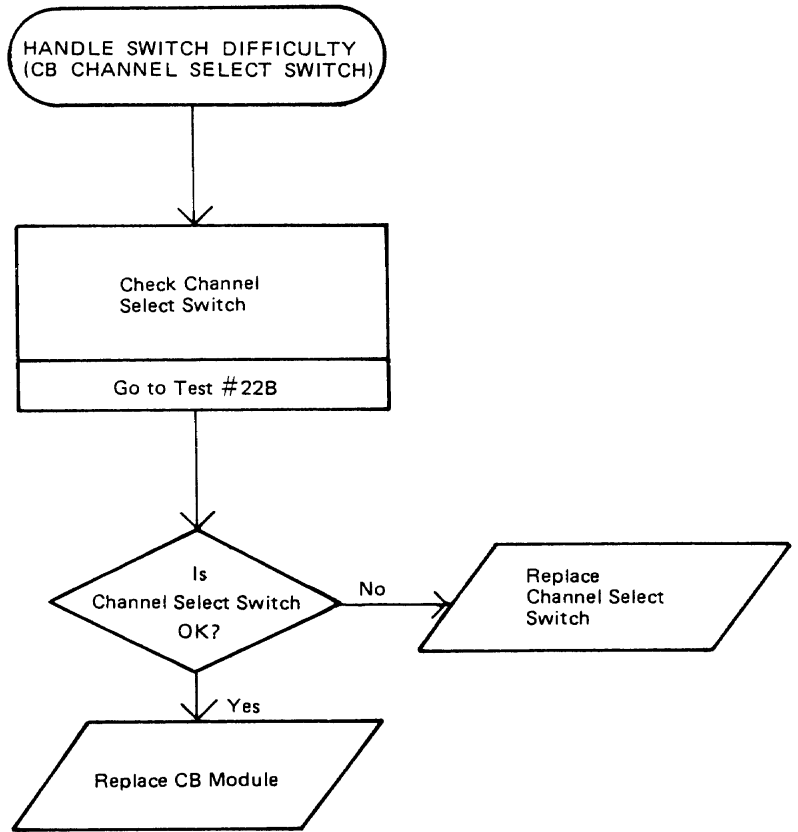 HANDLE SWITCH DIFFICULTY
(CB CHANNEL SELECT SWITCH)
Check Channel
Select Switch
Go to Test #22B
Is
Channel Select Switch
OK?
No
Replace
Channel Select
Switch
Yes
Replace CB Module